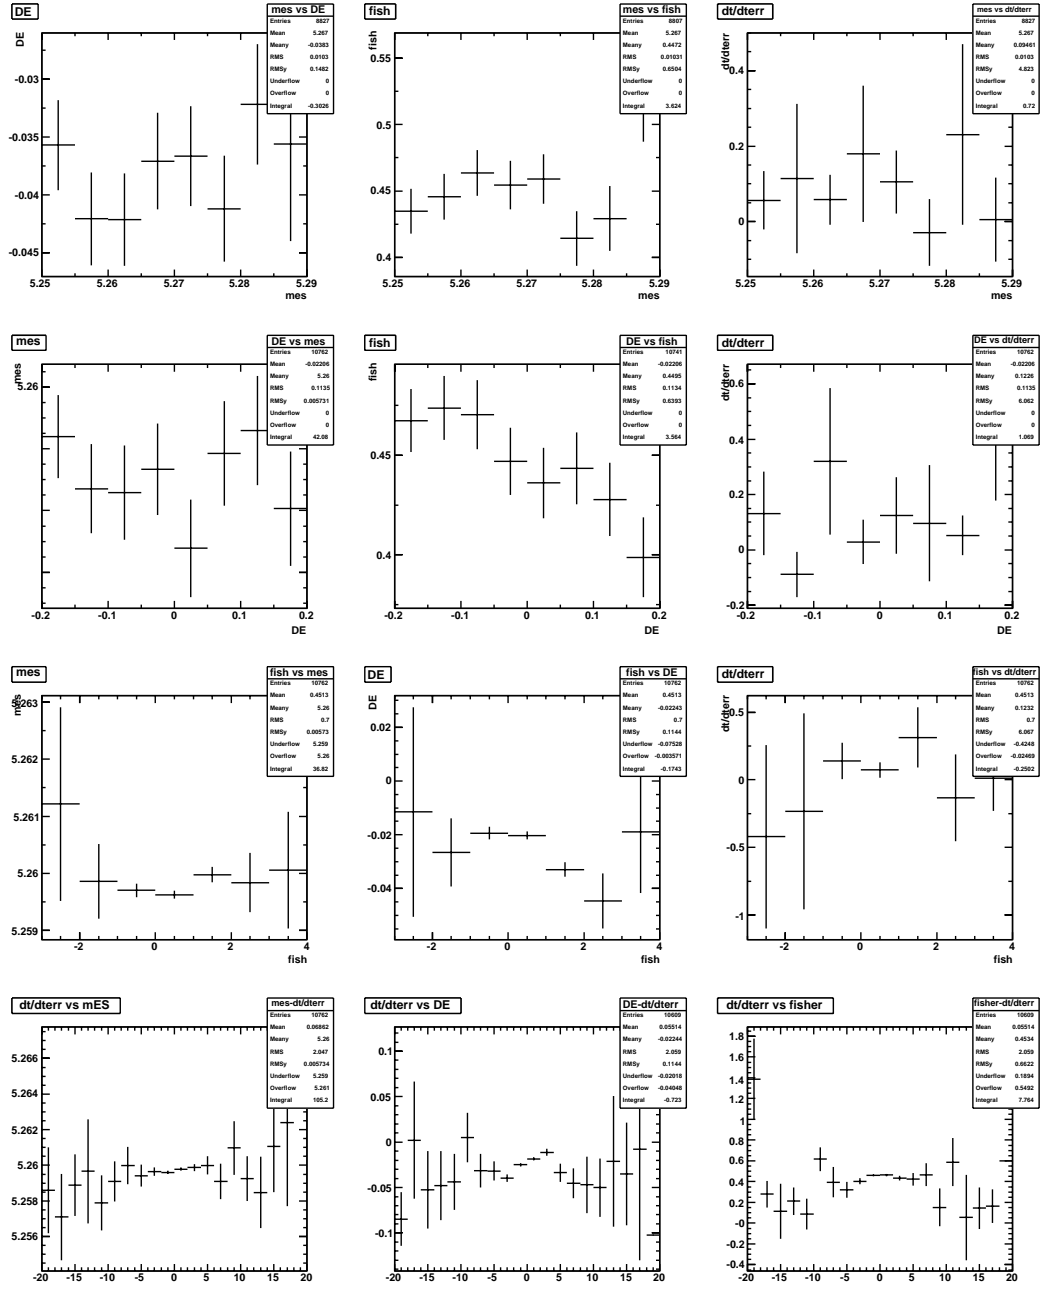 DE
mes vs DE
Entries 8827
Mean 5.267
Meany -0.0383
RMS 0.0103
RMSy 0.1482
Underflow 0
Overflow 0
Integral -0.3026
DE
-0.03
-0.035
-0.04
-0.045
5.25 5.26 5.27 5.28 5.29
mes
fish
mes vs fish
Entries 8807
Mean 5.267
Meany 0.4472
RMS 0.01031
RMSy 0.6504
Underflow 0
Overflow 0
Integral 3.624
fish
0.55
0.5
0.45
0.4
5.25 5.26 5.27 5.28 5.29
mes
dt/dterr
mes vs dt/dterr
Entries 8827
Mean 5.267
Meany 0.09461
RMS 0.0103
RMSy 4.823
Underflow 0
Overflow 0
Integral 0.72
dt/dterr
0.4
0.2
0
5.25 5.26 5.27 5.28 5.29
mes
mes
DE vs mes
Entries 10762
Mean -0.02206
Meany 5.26
RMS 0.1135
RMSy 0.005731
Underflow 0
Overflow 0
Integral 42.08
mes
5.26
-0.2 -0.1 0 0.1 0.2
DE
fish
DE vs fish
Entries 10741
Mean -0.02206
Meany 0.4495
RMS 0.1134
RMSy 0.6393
Underflow 0
Overflow 0
Integral 3.564
fish
0.45
0.4
-0.2 -0.1 0 0.1 0.2
DE
dt/dterr
DE vs dt/dterr
Entries 10762
Mean -0.02206
Meany 0.1226
RMS 0.1135
RMSy 6.062
Underflow 0
Overflow 0
Integral 1.069
dt/dterr
0.6
0.4
0.2
0
-0.2
-0.2 -0.1 0 0.1 0.2
DE
mes
fish vs mes
Entries 10762
Mean 0.4513
Meany 5.26
RMS 0.7
RMSy 0.00573
Underflow 5.259
Overflow 5.26
Integral 36.82
mes
5.263
5.262
5.261
5.26
5.259
-2 0 2 4
fish
DE
fish vs DE
Entries 10762
Mean 0.4513
Meany -0.02243
RMS 0.7
RMSy 0.1144
Underflow -0.07528
Overflow -0.003571
Integral -0.1743
DE
0.02
0
-0.02
-0.04
-2 0 2 4
fish
dt/dterr
fish vs dt/dterr
Entries 10762
Mean 0.4513
Meany 0.1232
RMS 0.7
RMSy 6.067
Underflow -0.4248
Overflow -0.02469
Integral -0.2502
dt/dterr
0.5
0
-0.5
-1
-2 0 2 4
fish
dt/dterr vs mES
mes-dt/dterr
Entries 10762
Mean 0.06862
Meany 5.26
RMS 2.047
RMSy 0.005734
Underflow 5.259
Overflow 5.261
Integral 105.2
5.266
5.264
5.262
5.26
5.258
5.256
-20 -15 -10 -5 0 5 10 15 20
dt/dterr vs DE
DE-dt/dterr
Entries 10609
Mean 0.05514
Meany -0.02244
RMS 2.059
RMSy 0.1144
Underflow -0.02018
Overflow -0.04048
Integral -0.723
0.1
0.05
0
-0.05
-0.1
-20 -15 -10 -5 0 5 10 15 20
dt/dterr vs fisher
fisher-dt/dterr
Entries 10609
Mean 0.05514
Meany 0.4534
RMS 2.059
RMSy 0.6622
Underflow 0.1894
Overflow 0.5492
Integral 7.764
1.8
1.6
1.4
1.2
1
0.8
0.6
0.4
0.2
-0
-0.2
-0.4
-20 -15 -10 -5 0 5 10 15 20